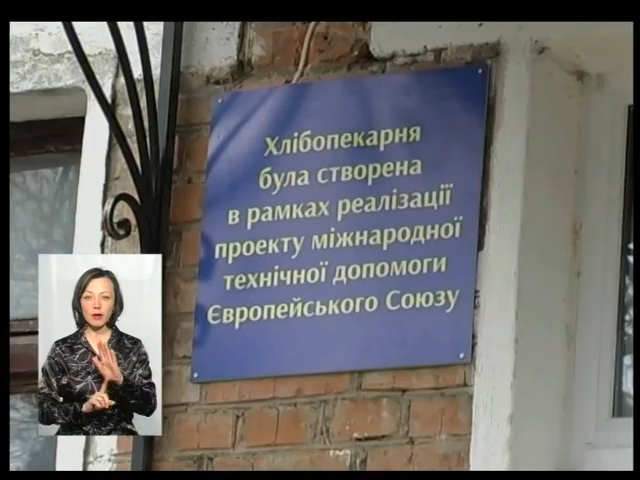 Хлібопекарня
була створена
в рамках реалізації
проекту міжнародної
технічної допомоги
Європейського Союзу